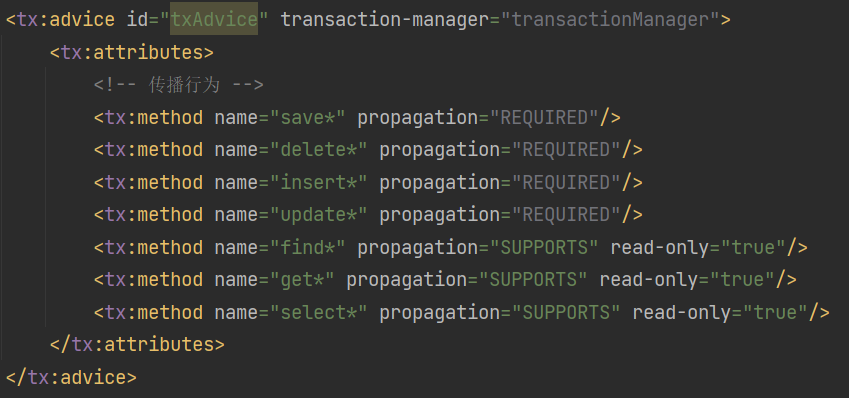 <tx:advice id="txAdvice" transaction-manager="transactionManager">
<tx:attributes>
<!-- 传播行为 -->
<tx:method name="save*" propagation="REQUIRED"/>
<tx:method name="delete*" propagation="REQUIRED"/>
<tx:method name="insert*" propagation="REQUIRED"/>
<tx:method name="update*" propagation="REQUIRED"/>
<tx:method name="find*" propagation="SUPPORTS" read-only="true"/>
<tx:method name="get*" propagation="SUPPORTS" read-only="true"/>
<tx:method name="select*" propagation="SUPPORTS" read-only="true"/>
</tx:attributes>
</tx:advice>